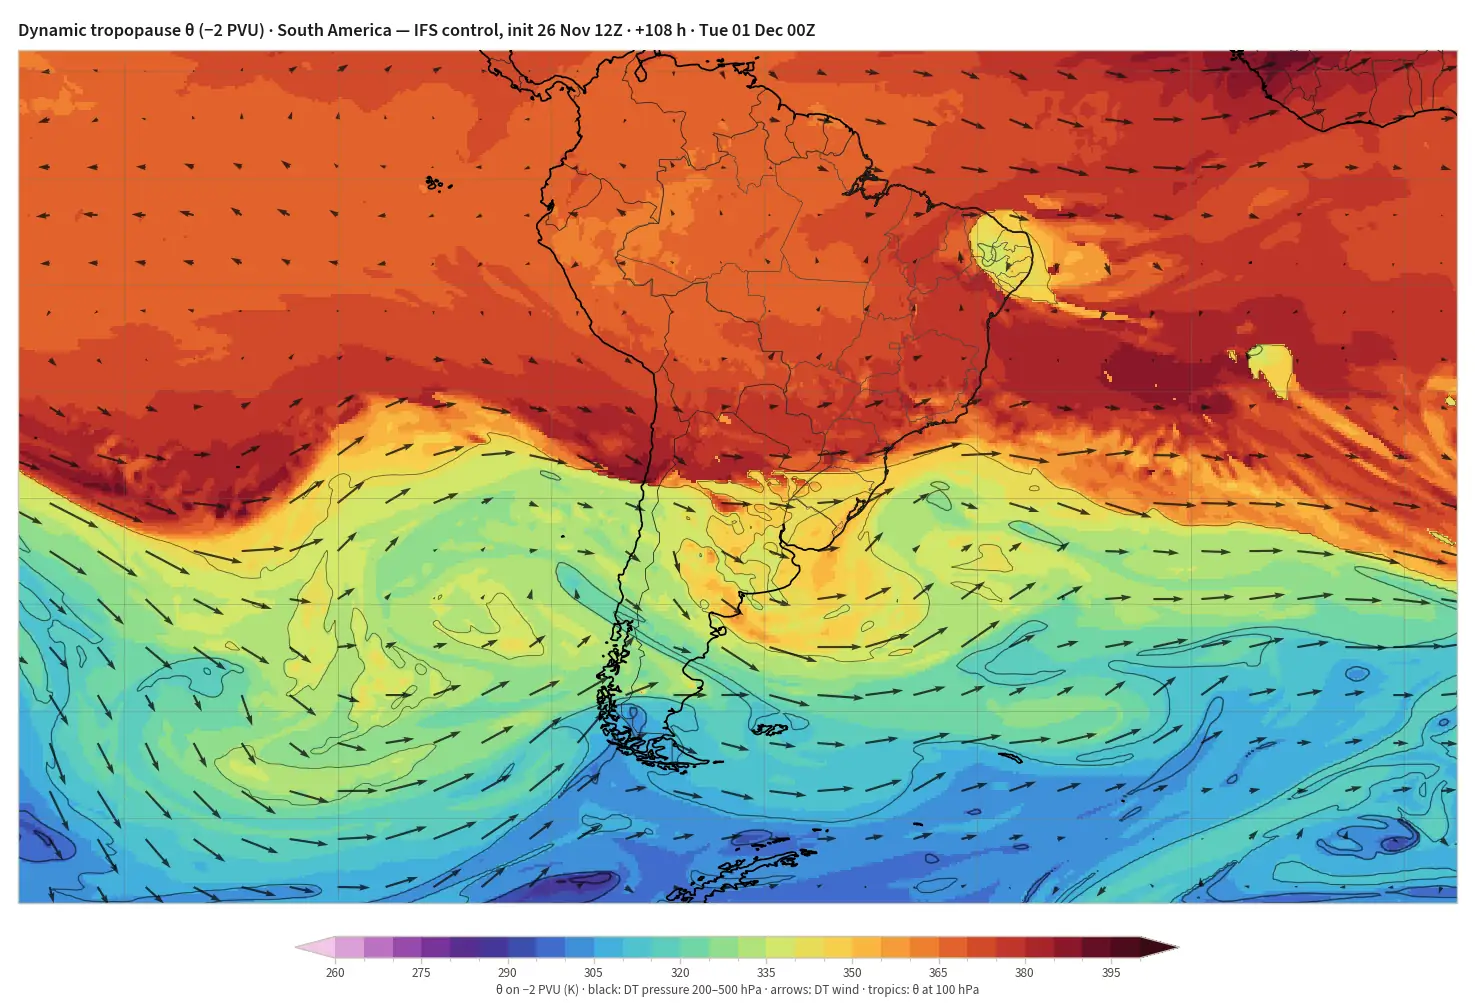 Dynamic tropopause θ (−2 PVU) · South America — IFS control, init 26 Nov 12Z · +108 h · Tue 01 Dec 00Z
260 275 290 305 320 335 350 365 380 395
θ on −2 PVU (K) · black: DT pressure 200–500 hPa · arrows: DT wind · tropics: θ at 100 hPa